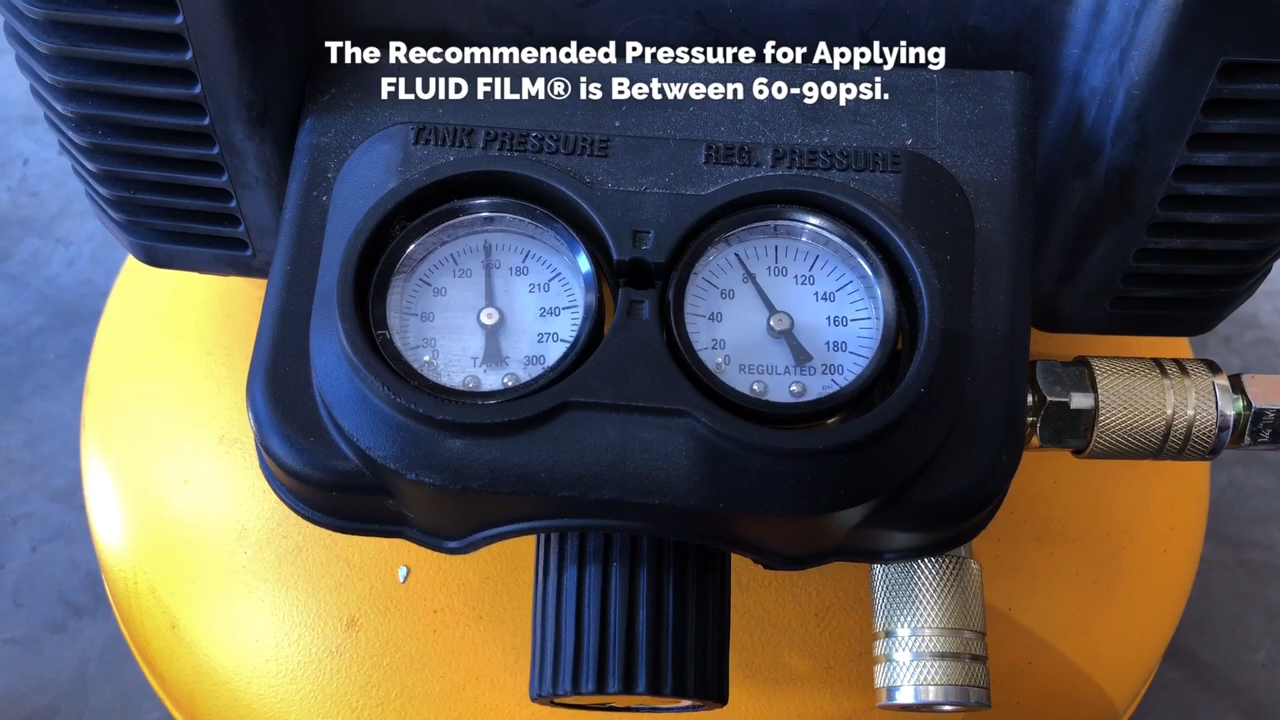 The Recommended Pressure for Applying
FLUID FILM® is Between 60-90psi.
TANK PRESSURE
REG. PRESSURE
0 30 60 90 120 150 180 210 240 270 300
TANK
0 20 40 60 80 100 120 140 160 180 200
REGULATED